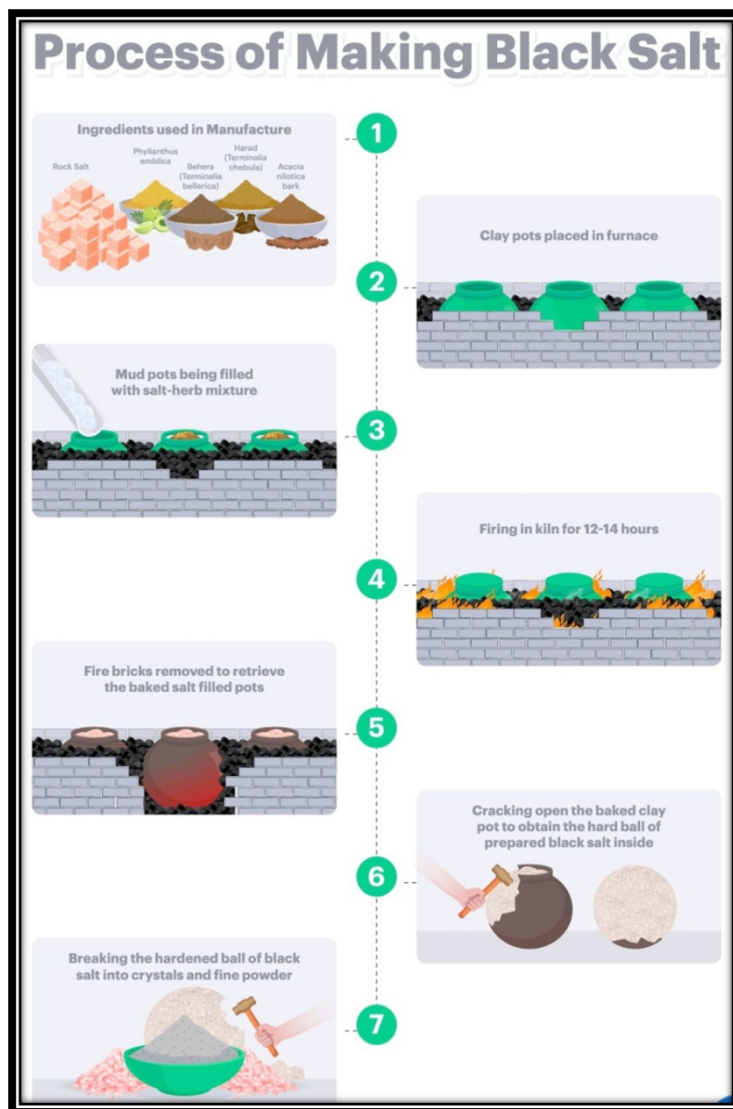 Process of Making Black Salt
1
Ingredients used in Manufacture
Rock Salt
Phyllanthus
emblica
Behera
(Terminalia
bellerica)
Harad
(Terminalia
chebula)
Acacia
nilotica
bark
2
Clay pots placed in furnace
3
Mud pots being filled
with salt-herb mixture
4
Firing in kiln for 12-14 hours
5
Fire bricks removed to retrieve
the baked salt filled pots
6
Cracking open the baked clay
pot to obtain the hard ball of
prepared black salt inside
7
Breaking the hardened ball of black
salt into crystals and fine powder